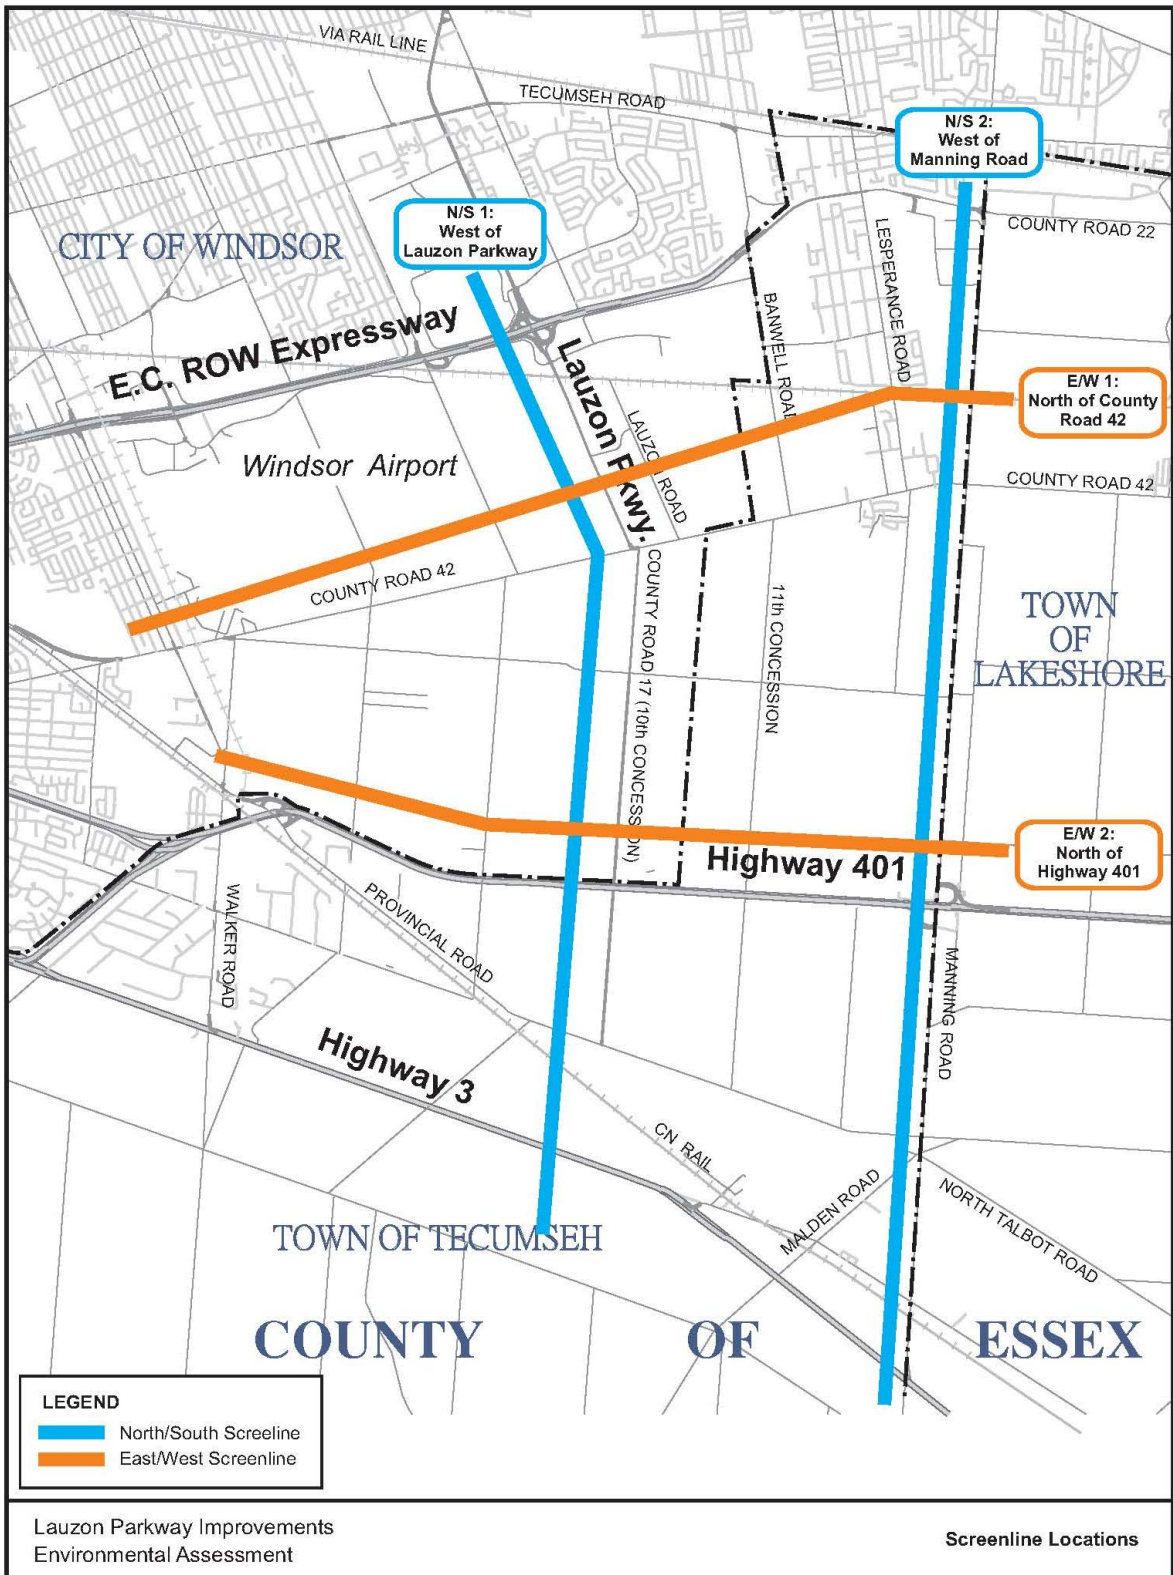 VIA RAIL LINE
TECUMSEH ROAD
N/S 2:
West of
Manning Road
N/S 1:
West of
Lauzon Parkway
CITY OF WINDSOR
COUNTY ROAD 22
LESPERANCE ROAD
E.C. ROW Expressway
BANWELL ROAD
Lauzon Pkwy.
LAUZON ROAD
E/W 1:
North of County
Road 42
Windsor Airport
COUNTY ROAD 42
COUNTY ROAD 42
COUNTY ROAD 17 (10th CONCESSION)
11th CONCESSION
TOWN
OF
LAKESHORE
E/W 2:
North of
Highway 401
Highway 401
WALKER ROAD
PROVINCIAL ROAD
MANNING ROAD
Highway 3
CN RAIL
MALDEN ROAD
NORTH TALBOT ROAD
TOWN OF TECUMSEH
COUNTY OF ESSEX
LEGEND
North/South Screeline
East/West Screenline
Lauzon Parkway Improvements
Environmental Assessment
Screenline Locations